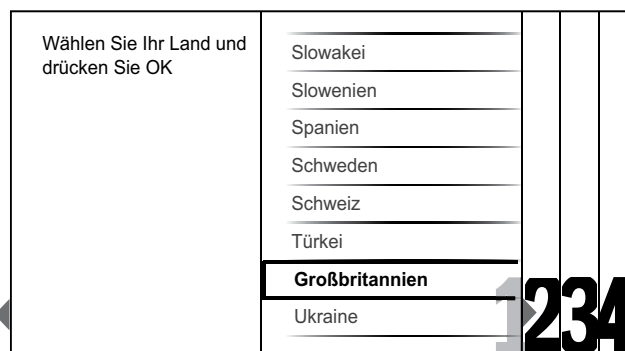 Wählen Sie Ihr Land und
drücken Sie OK
Slowakei
Slowenien
Spanien
Schweden
Schweiz
Türkei
Großbritannien
Ukraine
1234